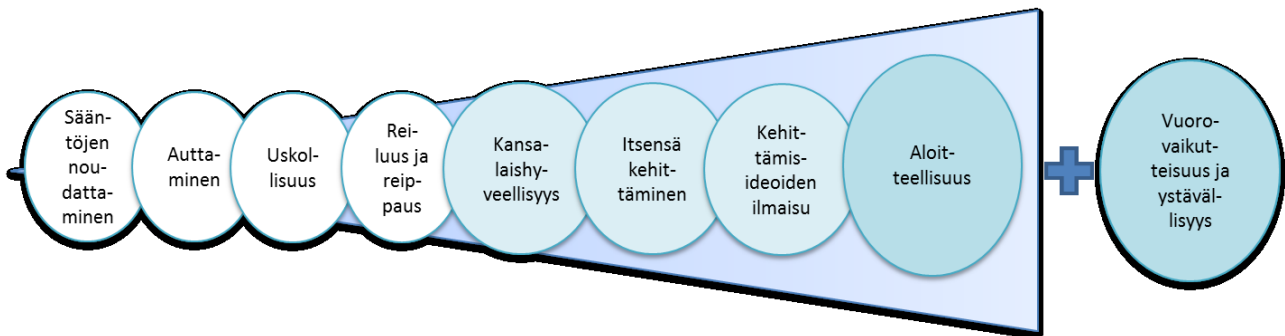 Sään-
töjen
nou-
datta-
minen
Autta-
minen
Uskol-
lisuus
Rei-
luus ja
reip-
paus
Kansa-
laishy-
veellisyys
Itsensä
kehit-
täminen
Kehit-
tämis-
ideoiden
ilmaisu
Aloit-
teellisuus
Vuoro-
vaikut-
teisuus ja
ystäväl-
lisyys